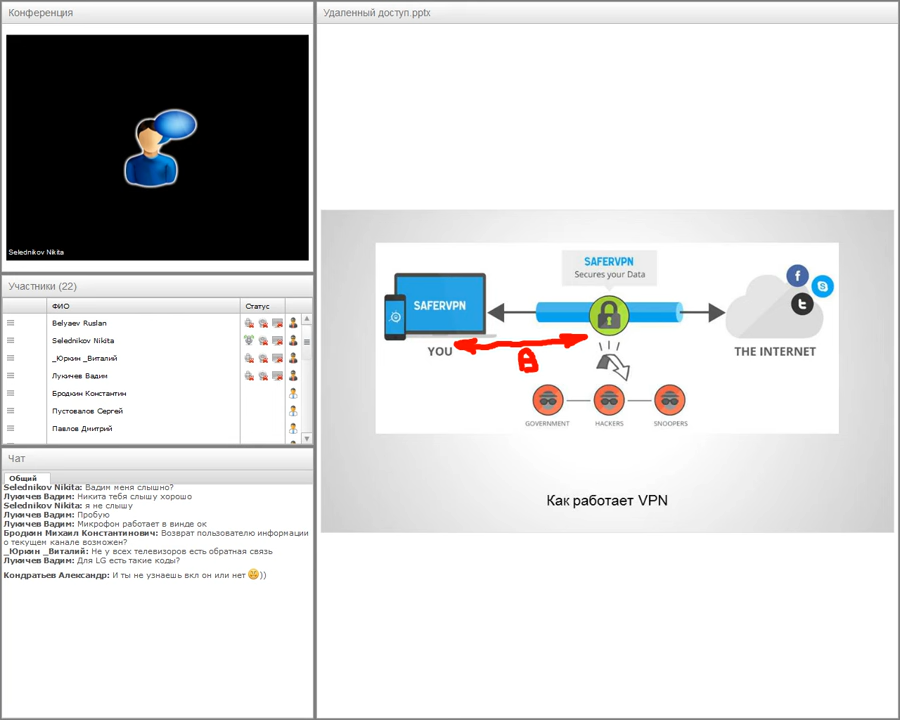 Конференция
Selednikov Nikita
Участники (22)
ФИО Статус
Belyaev Ruslan
Selednikov Nikita
_Юркин _Виталий
Лукичев Вадим
Бродкин Константин
Пустовалов Сергей
Павлов Дмитрий
Чат
Общий
Selednikov Nikita: Вадим меня слышно?
Лукичев Вадим: Никита тебя слышу хорошо
Selednikov Nikita: я не слышу
Лукичев Вадим: Пробую
Лукичев Вадим: Микрофон работает в винде ок
Бродкин Михаил Константинович: Возврат пользователю информации
о текущем канале возможен?
_Юркин _Виталий: Не у всех телевизоров есть обратная связь
Лукичев Вадим: Для LG есть такие коды?
Кондратьев Александр: И ты не узнаешь вкл он или нет ))
Удаленный доступ.pptx
SAFERVPN
Secures your Data
SAFERVPN
YOU
В
THE INTERNET
GOVERNMENT
HACKERS
SNOOPERS
Как работает VPN